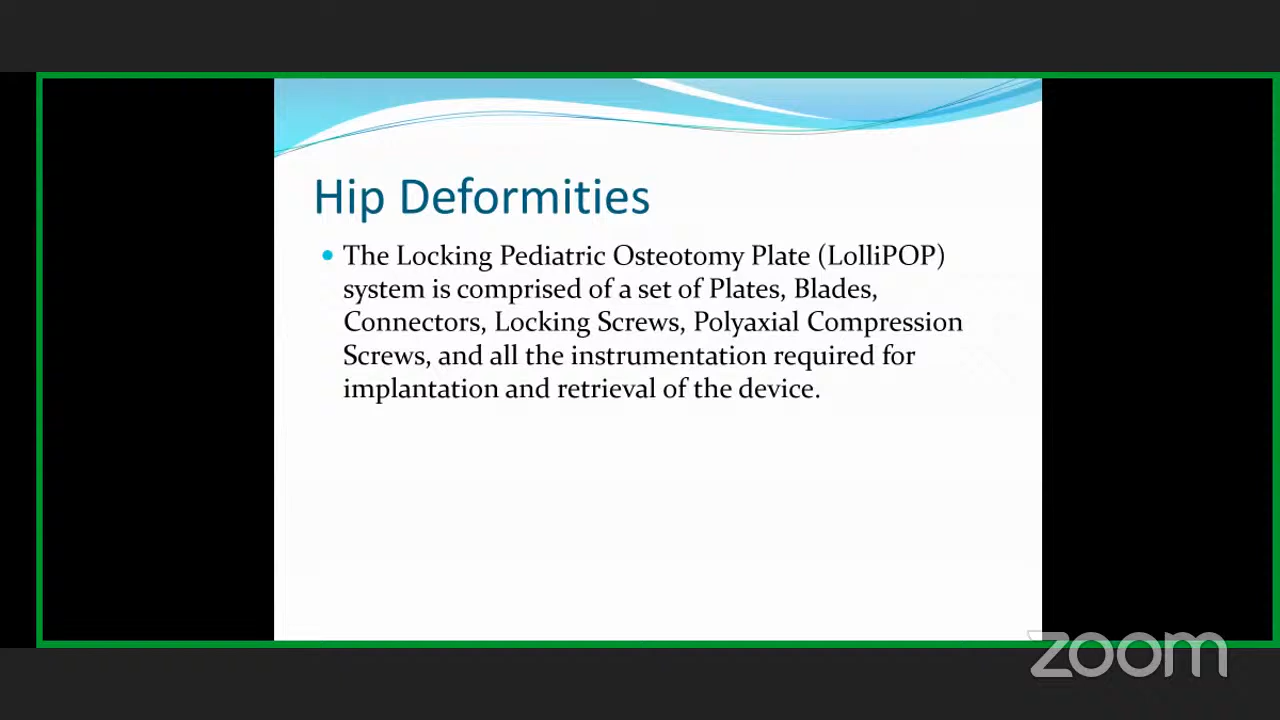 Hip Deformities
• The Locking Pediatric Osteotomy Plate (LolliPOP)
system is comprised of a set of Plates, Blades,
Connectors, Locking Screws, Polyaxial Compression
Screws, and all the instrumentation required for
implantation and retrieval of the device.
zoom